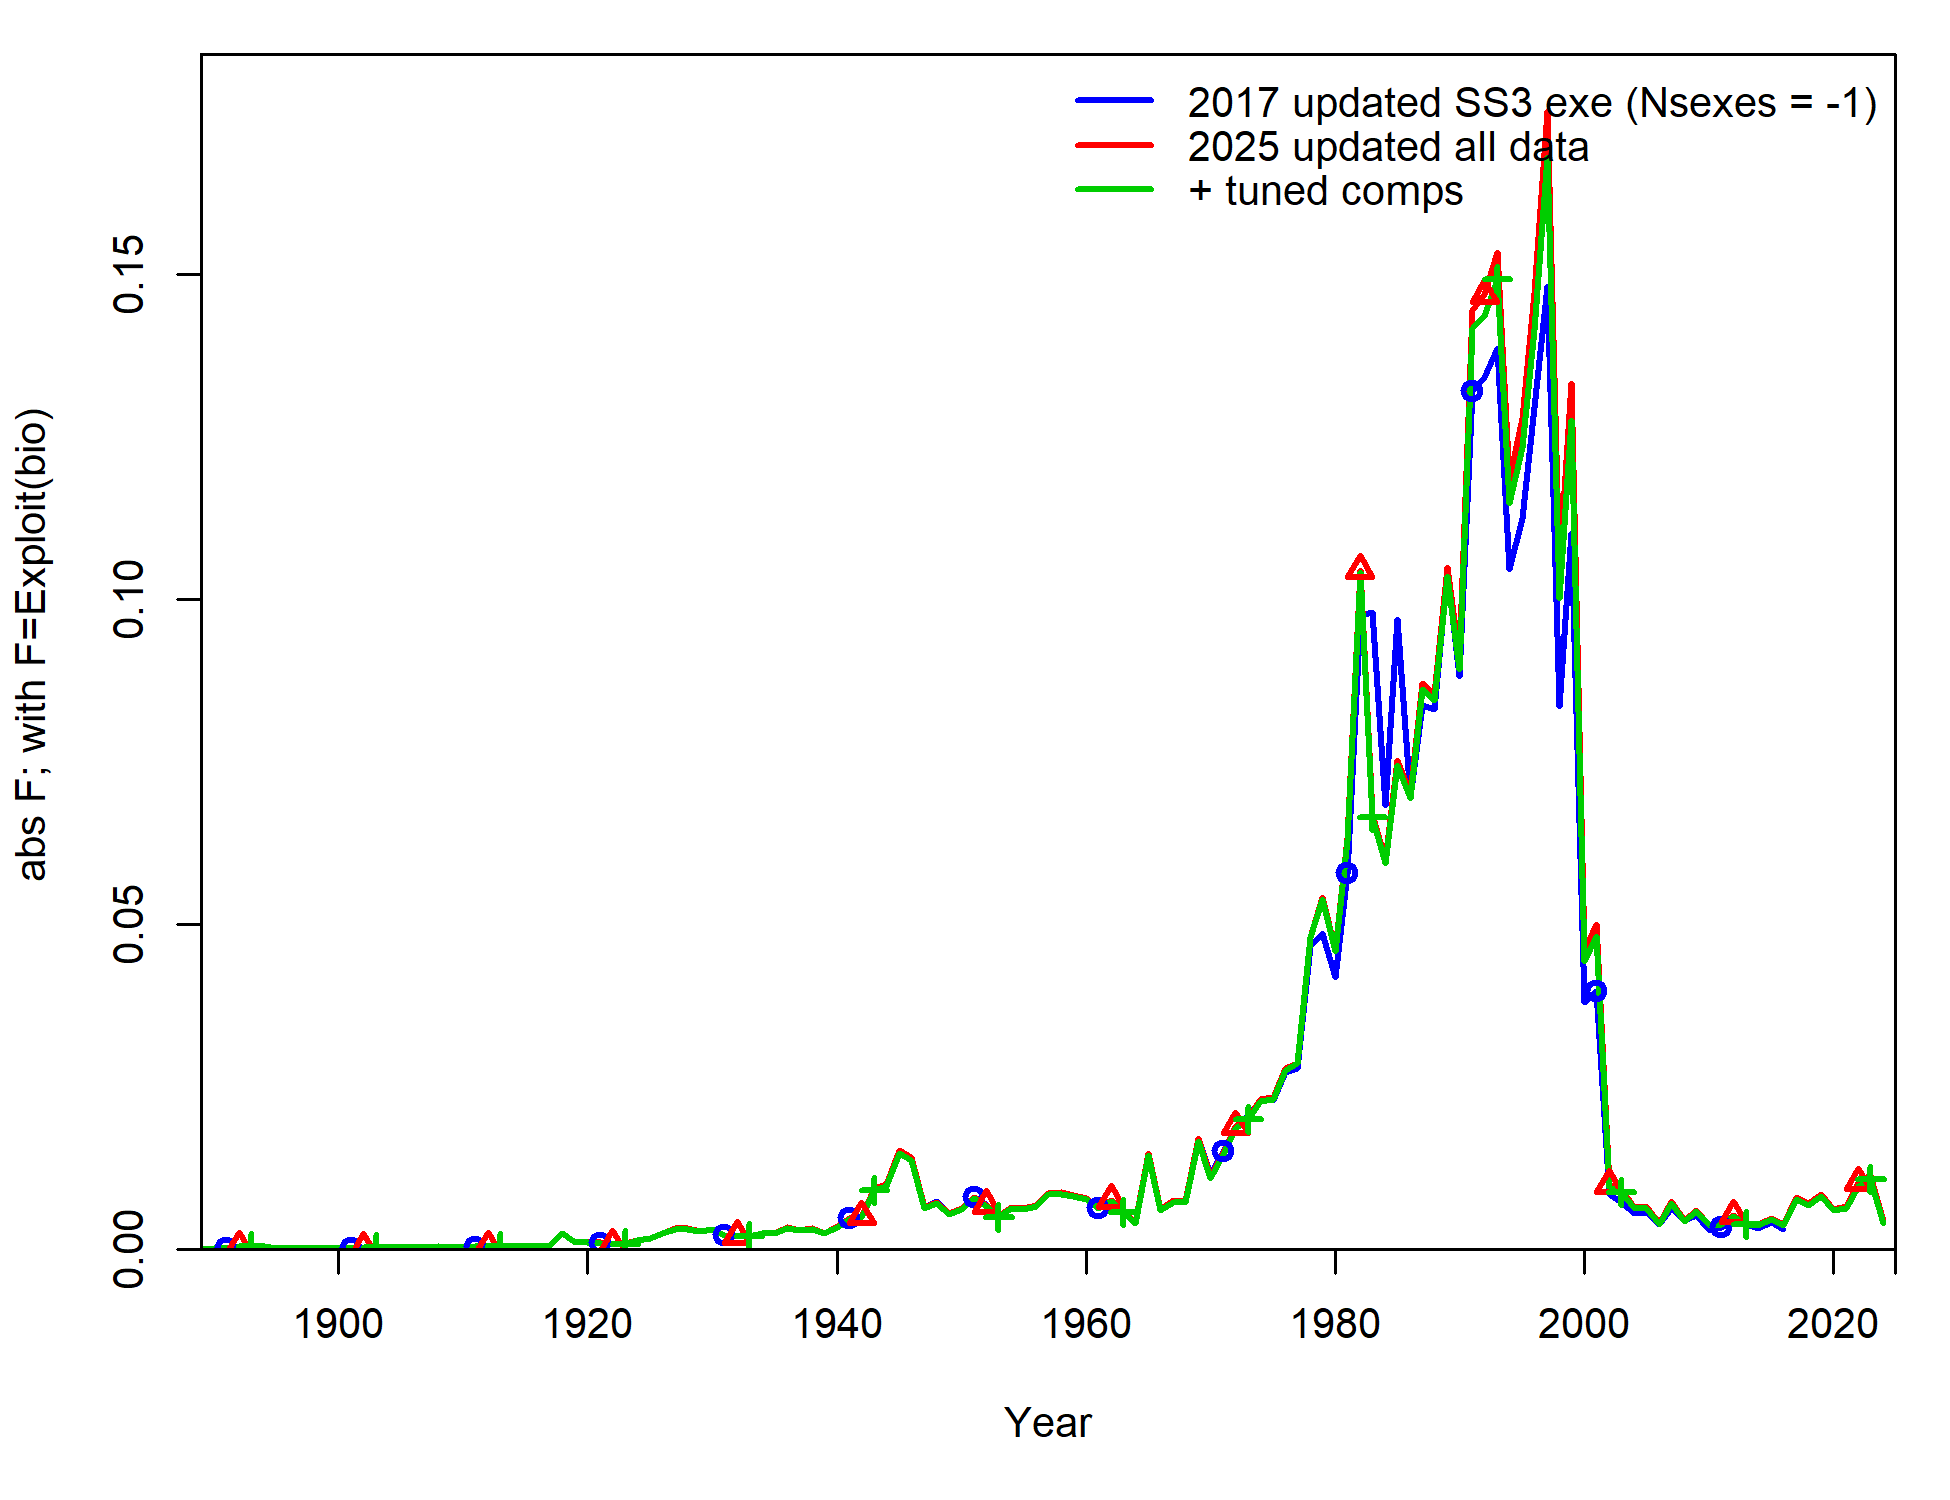 2017 updated SS3 exe (Nsexes = -1)
2025 updated all data
+ tuned comps
abs F; with F=Exploit(bio)
0.15
0.10
0.05
0.00
1900 1920 1940 1960 1980 2000 2020
Year